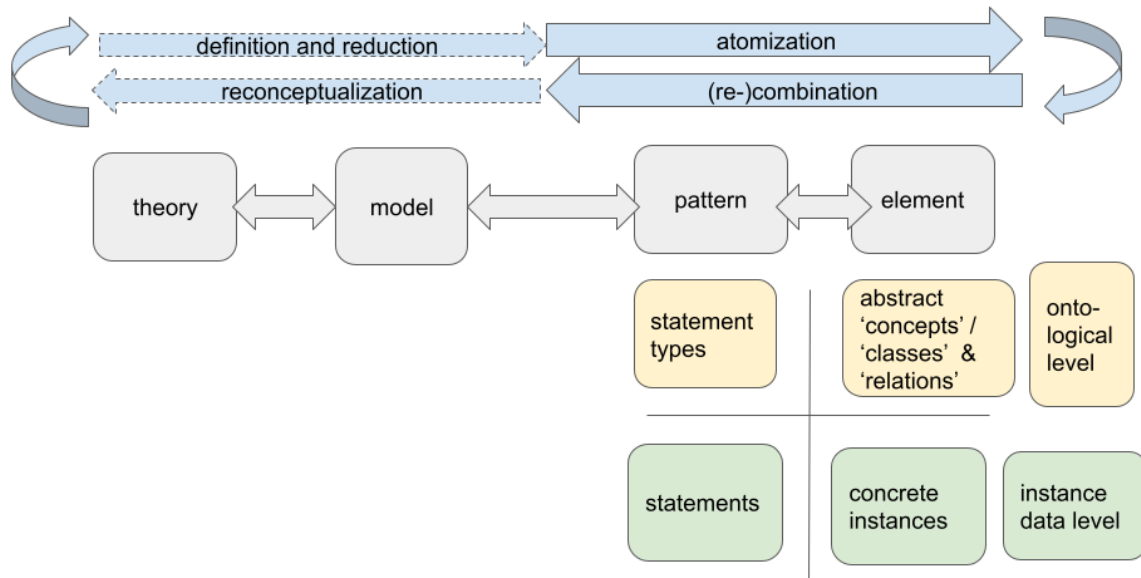 definition and reduction
atomization
reconceptualization
(re-)combination
theory
model
pattern
element
statement
types
abstract
‘concepts’ /
‘classes’ &
‘relations’
onto-
logical
level
statements
concrete
instances
instance
data level